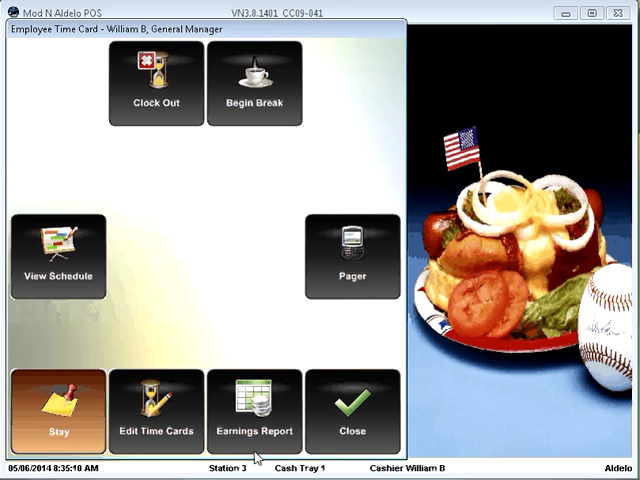 Mod N Aldelo POS VN3.8.1401 CC09-041
Employee Time Card - William B, General Manager
Clock Out Begin Break
View Schedule Pager
Stay Edit Time Cards Earnings Report Close
05/06/2014 8:35:10 AM Station 3 Cash Tray 1 Cashier William B Aldelo